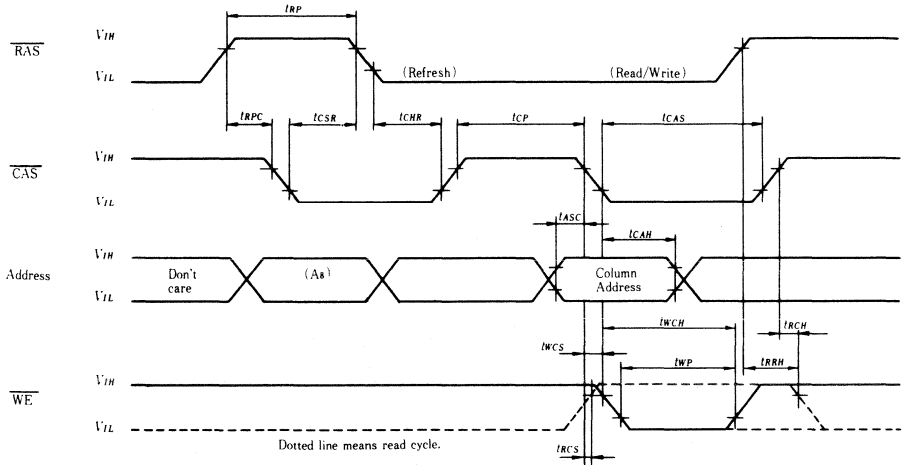 tRP
RAS
VIH
VIL
(Refresh)
(Read/Write)
tRPC
tCSR
tCHR
tCP
tCAS
CAS
VIH
VIL
tASC
tCAH
Address
VIH
VIL
Don't
care
(A8)
Column
Address
tWCH
tRCH
tWCS
tWP
tRRH
WE
VIH
VIL
Dotted line means read cycle.
tRCS